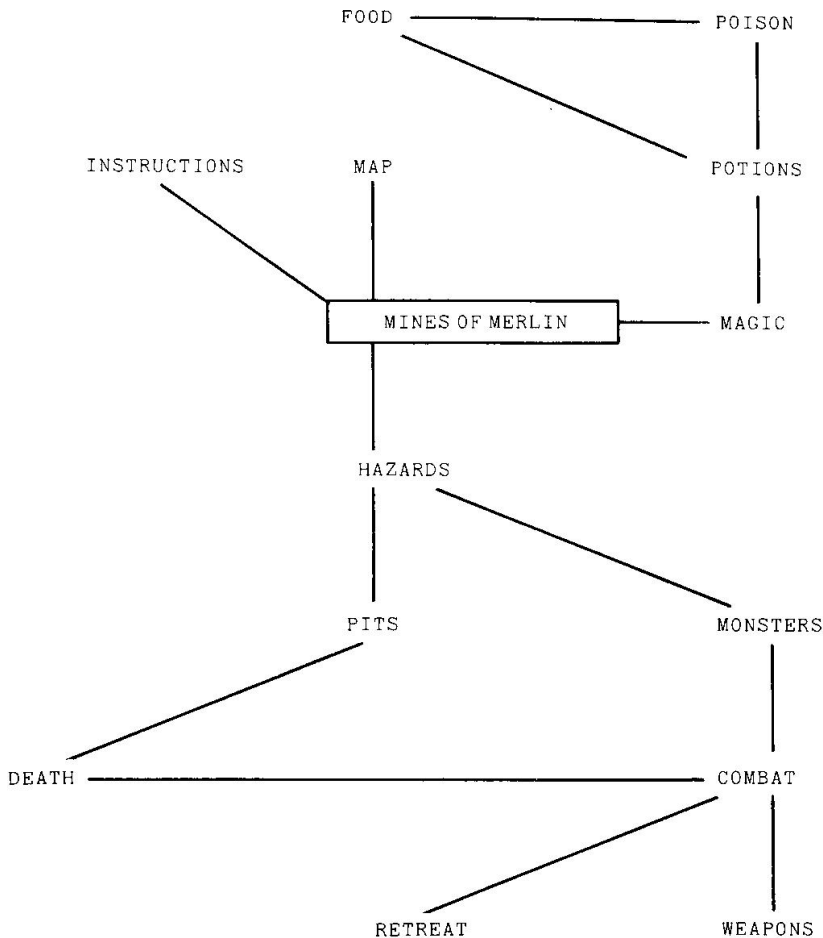 FOOD
POISON
INSTRUCTIONS
MAP
POTIONS
MINES OF MERLIN
MAGIC
HAZARDS
PITS
MONSTERS
DEATH
COMBAT
RETREAT
WEAPONS